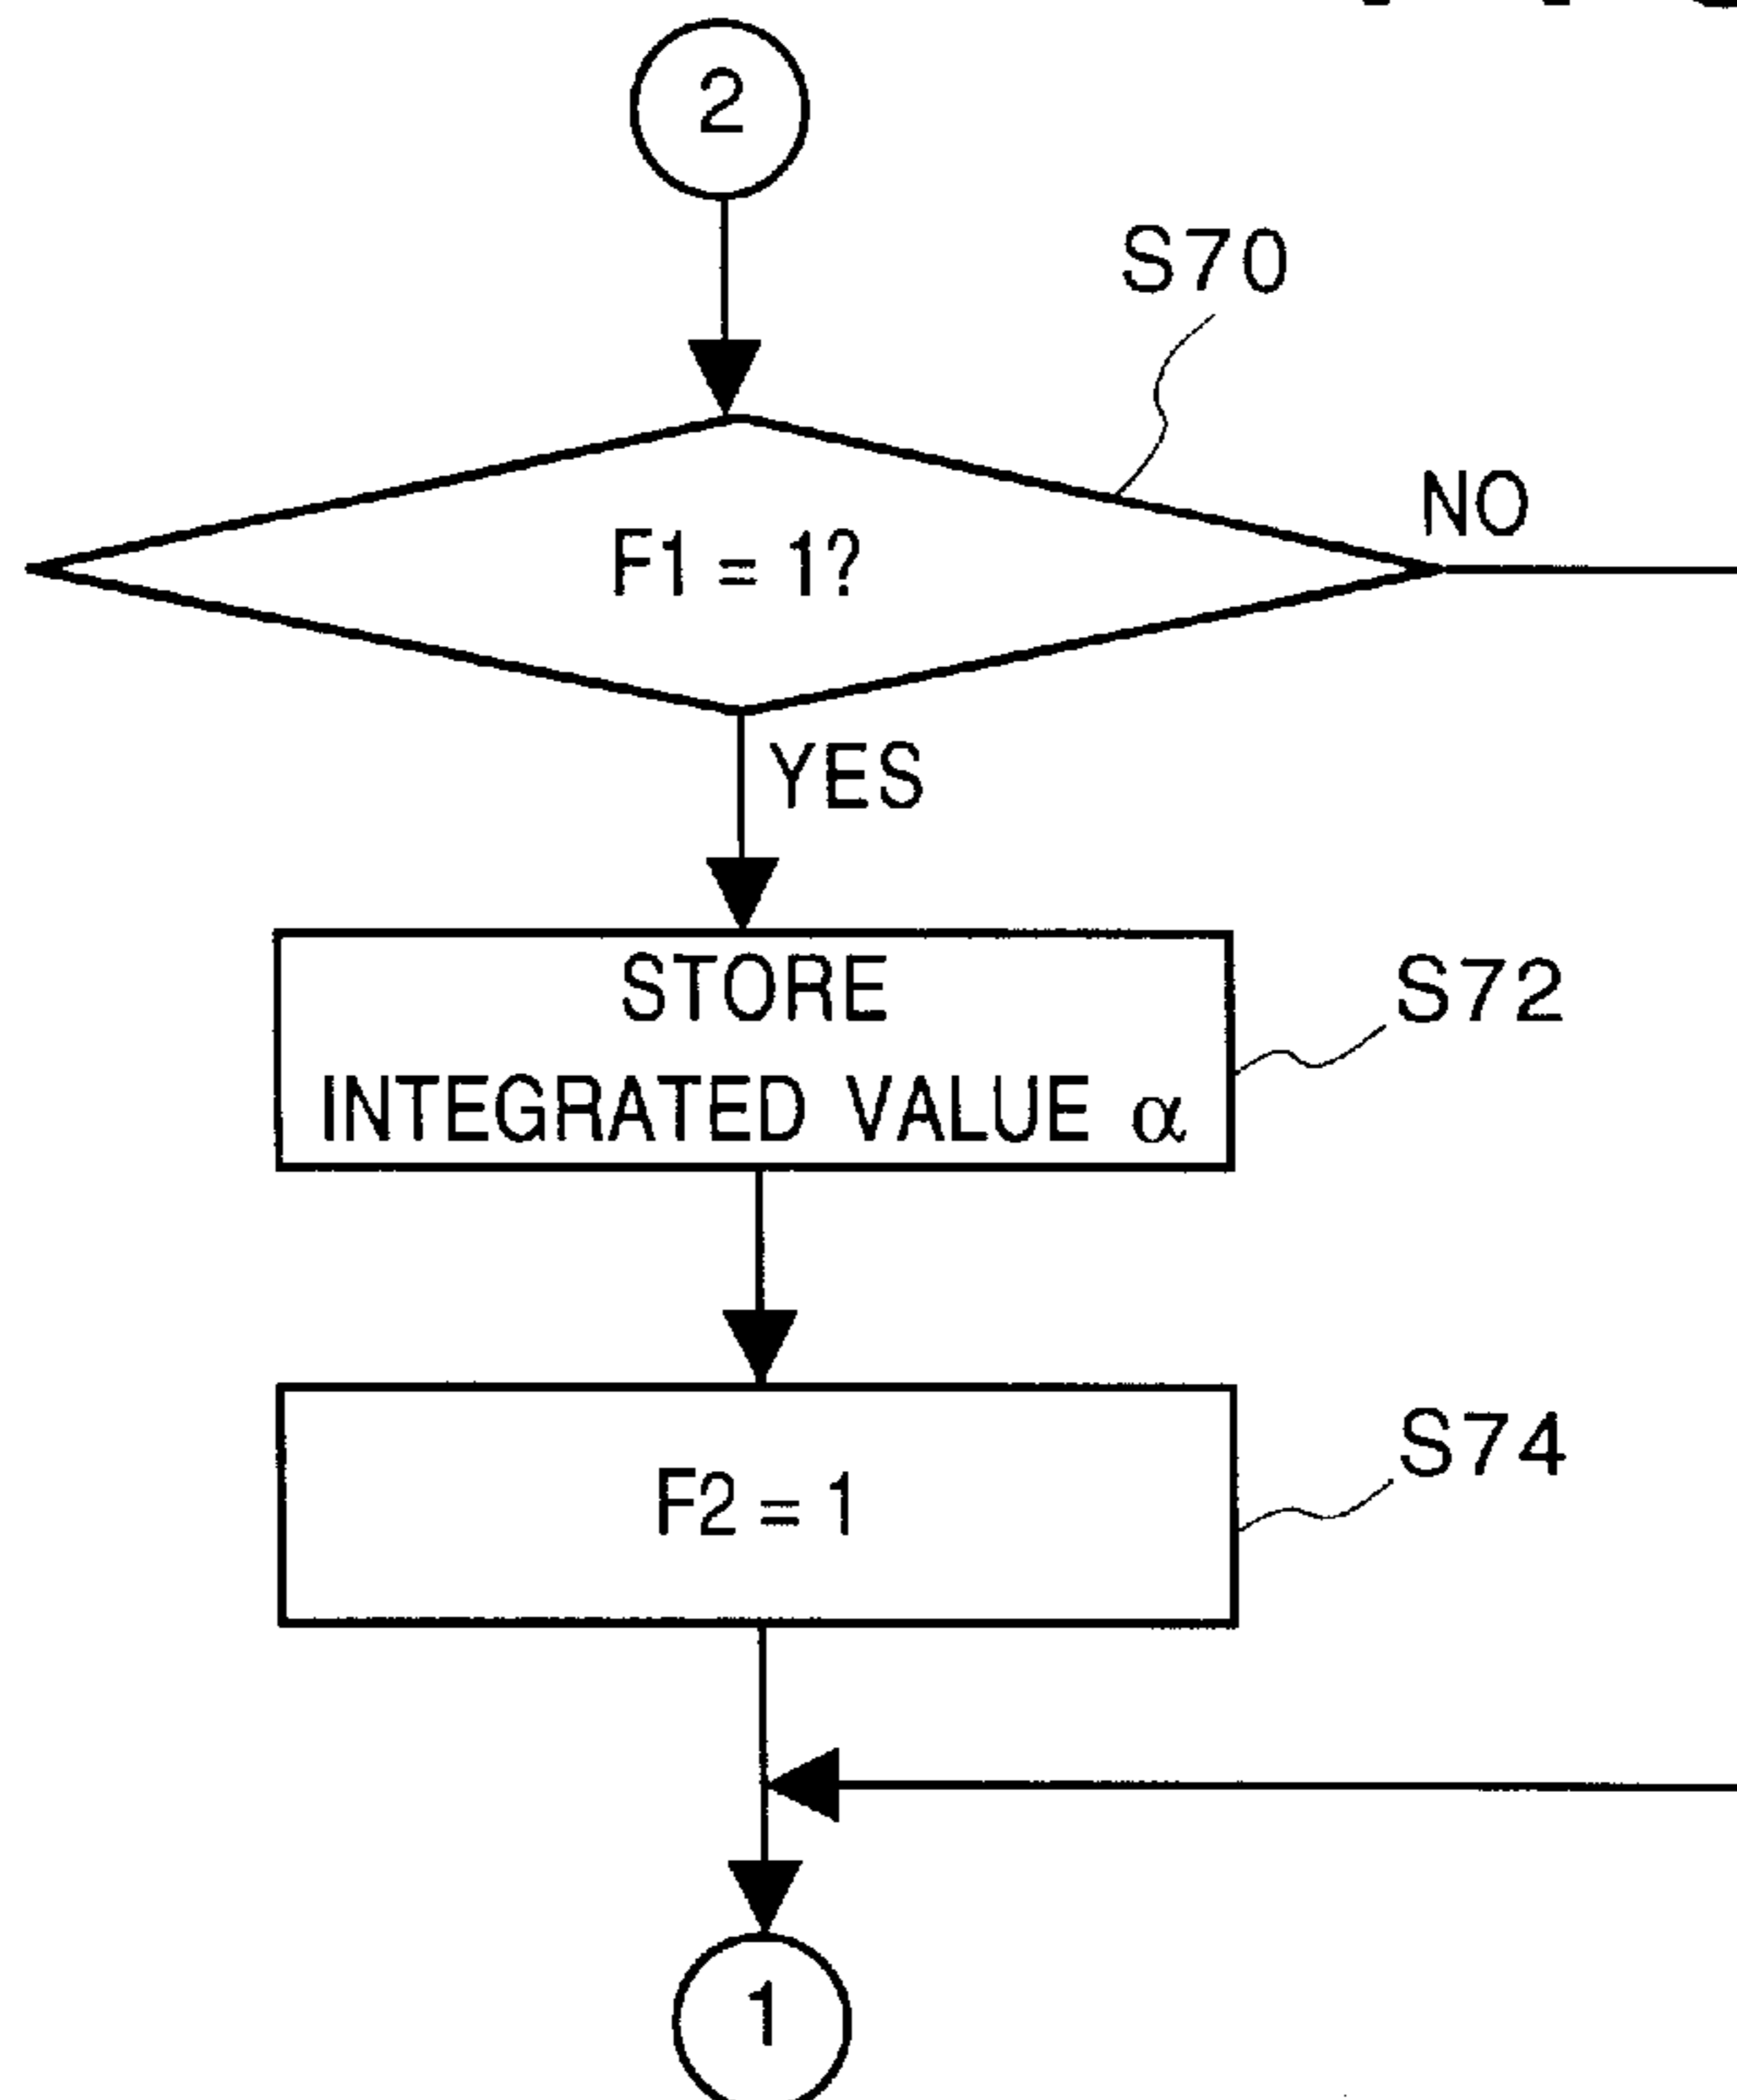 2
S70
NO
F1 = 1?
YES
STORE
INTEGRATED VALUE α
S72
S74
F2 = 1
1